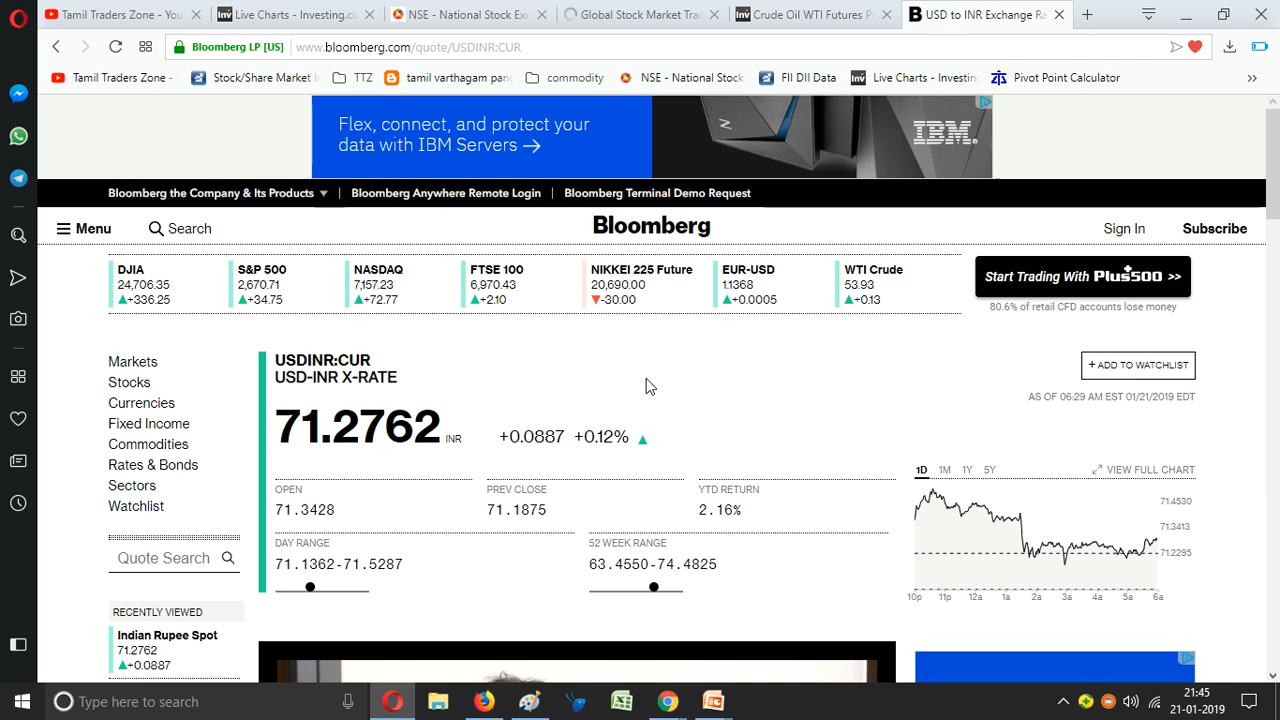 Tamil Traders Zone - You
Live Charts - Investing.co
NSE - National Stock Exc
Global Stock Market Tra
Crude Oil WTI Futures P
USD to INR Exchange Ra
Bloomberg LP [US]
www.bloomberg.com/quote/USDINR:CUR
Tamil Traders Zone -
Stock/Share Market
TTZ
tamil varthagam pan
commodity
NSE - National Stock
FII DII Data
Live Charts - Investin
Pivot Point Calculator
Flex, connect, and protect your
data with IBM Servers →
IBM.
Bloomberg the Company & Its Products ▼ | Bloomberg Anywhere Remote Login | Bloomberg Terminal Demo Request
Menu
Search
Bloomberg
Sign In
Subscribe
DJIA
24,706.35
▲+336.25
S&P 500
2,670.71
▲+34.75
NASDAQ
7,157.23
▲+72.77
FTSE 100
6,970.43
▲+2.10
NIKKEI 225 Future
20,690.00
▼-30.00
EUR-USD
1.1368
▲+0.0005
WTI Crude
53.93
▲+0.13
Start Trading With Plus500 >>
80.6% of retail CFD accounts lose money
Markets
Stocks
Currencies
Fixed Income
Commodities
Rates & Bonds
Sectors
Watchlist
Quote Search
RECENTLY VIEWED
Indian Rupee Spot
71.2762
▲+0.0887
USDINR:CUR
USD-INR X-RATE
71.2762 INR +0.0887 +0.12% ▲
OPEN
71.3428
PREV CLOSE
71.1875
YTD RETURN
2.16%
DAY RANGE
71.1362-71.5287
52 WEEK RANGE
63.4550-74.4825
+ ADD TO WATCHLIST
AS OF 06:29 AM EST 01/21/2019 EDT
1D 1M 1Y 5Y VIEW FULL CHART
71.4530
71.3413
71.2295
10p 11p 12a 1a 2a 3a 4a 5a 6a
Type here to search
21:45
21-01-2019